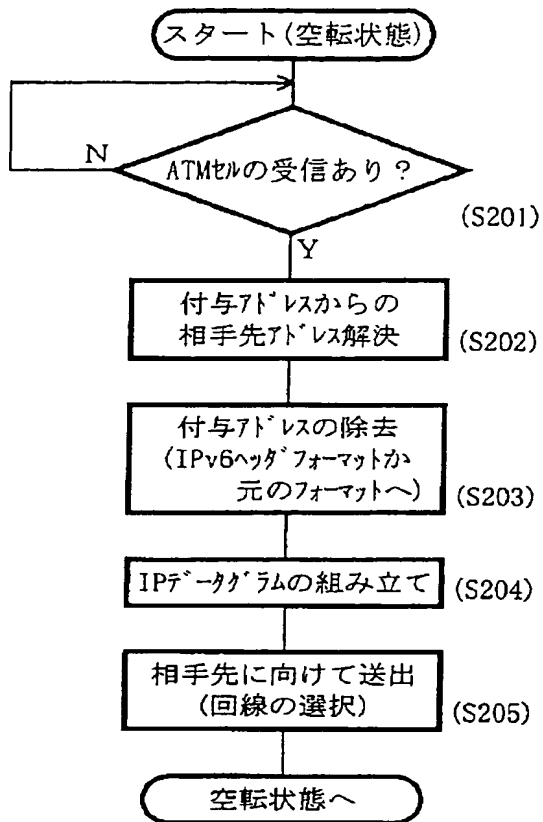 スタート(空転状態)
N
ATMｾﾙの受信あり？
(S201)
Y
付与ｱﾄﾞﾚｽからの
相手先ｱﾄﾞﾚｽ解決
(S202)
付与ｱﾄﾞﾚｽの除去
(IPv6ﾍｯﾀﾞﾌｫｰﾏｯﾄか
元のﾌｫｰﾏｯﾄへ)
(S203)
IPﾃﾞｰﾀｸﾞﾗﾑの組み立て
(S204)
相手先に向けて送出
(回線の選択)
(S205)
空転状態へ